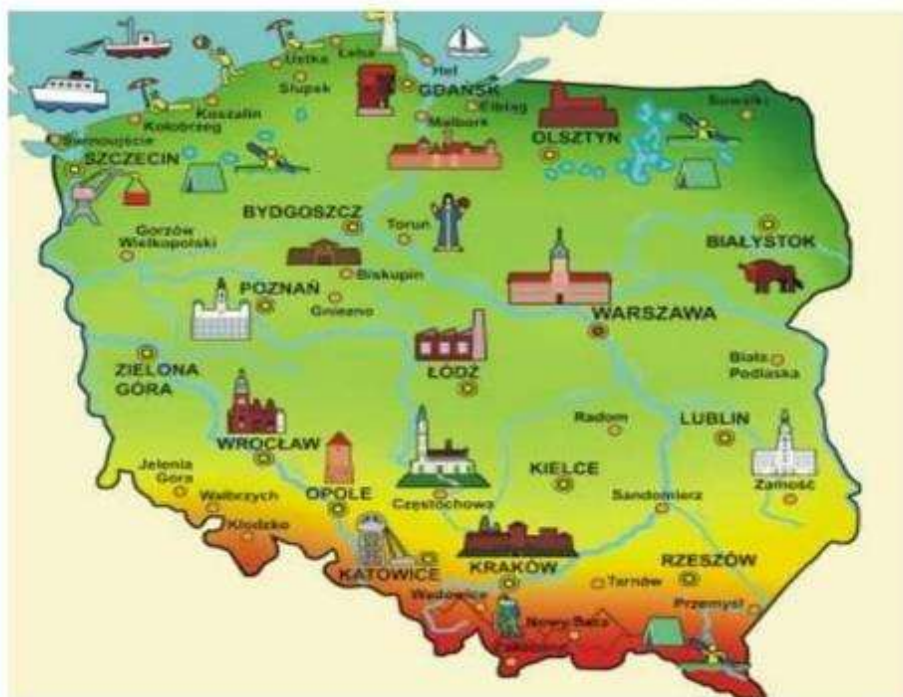 Łeba
Ustka
Hel
Słupsk
GDAŃSK
Koszalin
Elbląg
Suwałki
Kołobrzeg
Malbork
Świnoujście
OLSZTYN
SZCZECIN
BYDGOSZCZ
Toruń
Gorzów
Wielkopolski
BIAŁYSTOK
Biskupin
POZNAŃ
Gniezno
WARSZAWA
ZIELONA
GÓRA
ŁÓDŹ
Biała
Podlaska
Radom
LUBLIN
WROCŁAW
Jelenia
Góra
KIELCE
Wałbrzych
OPOLE
Częstochowa
Sandomierz
Zamość
Kłodzko
KATOWICE
KRAKÓW
RZESZÓW
Tarnów
Wadowice
Przemyśl
Nowy Sącz